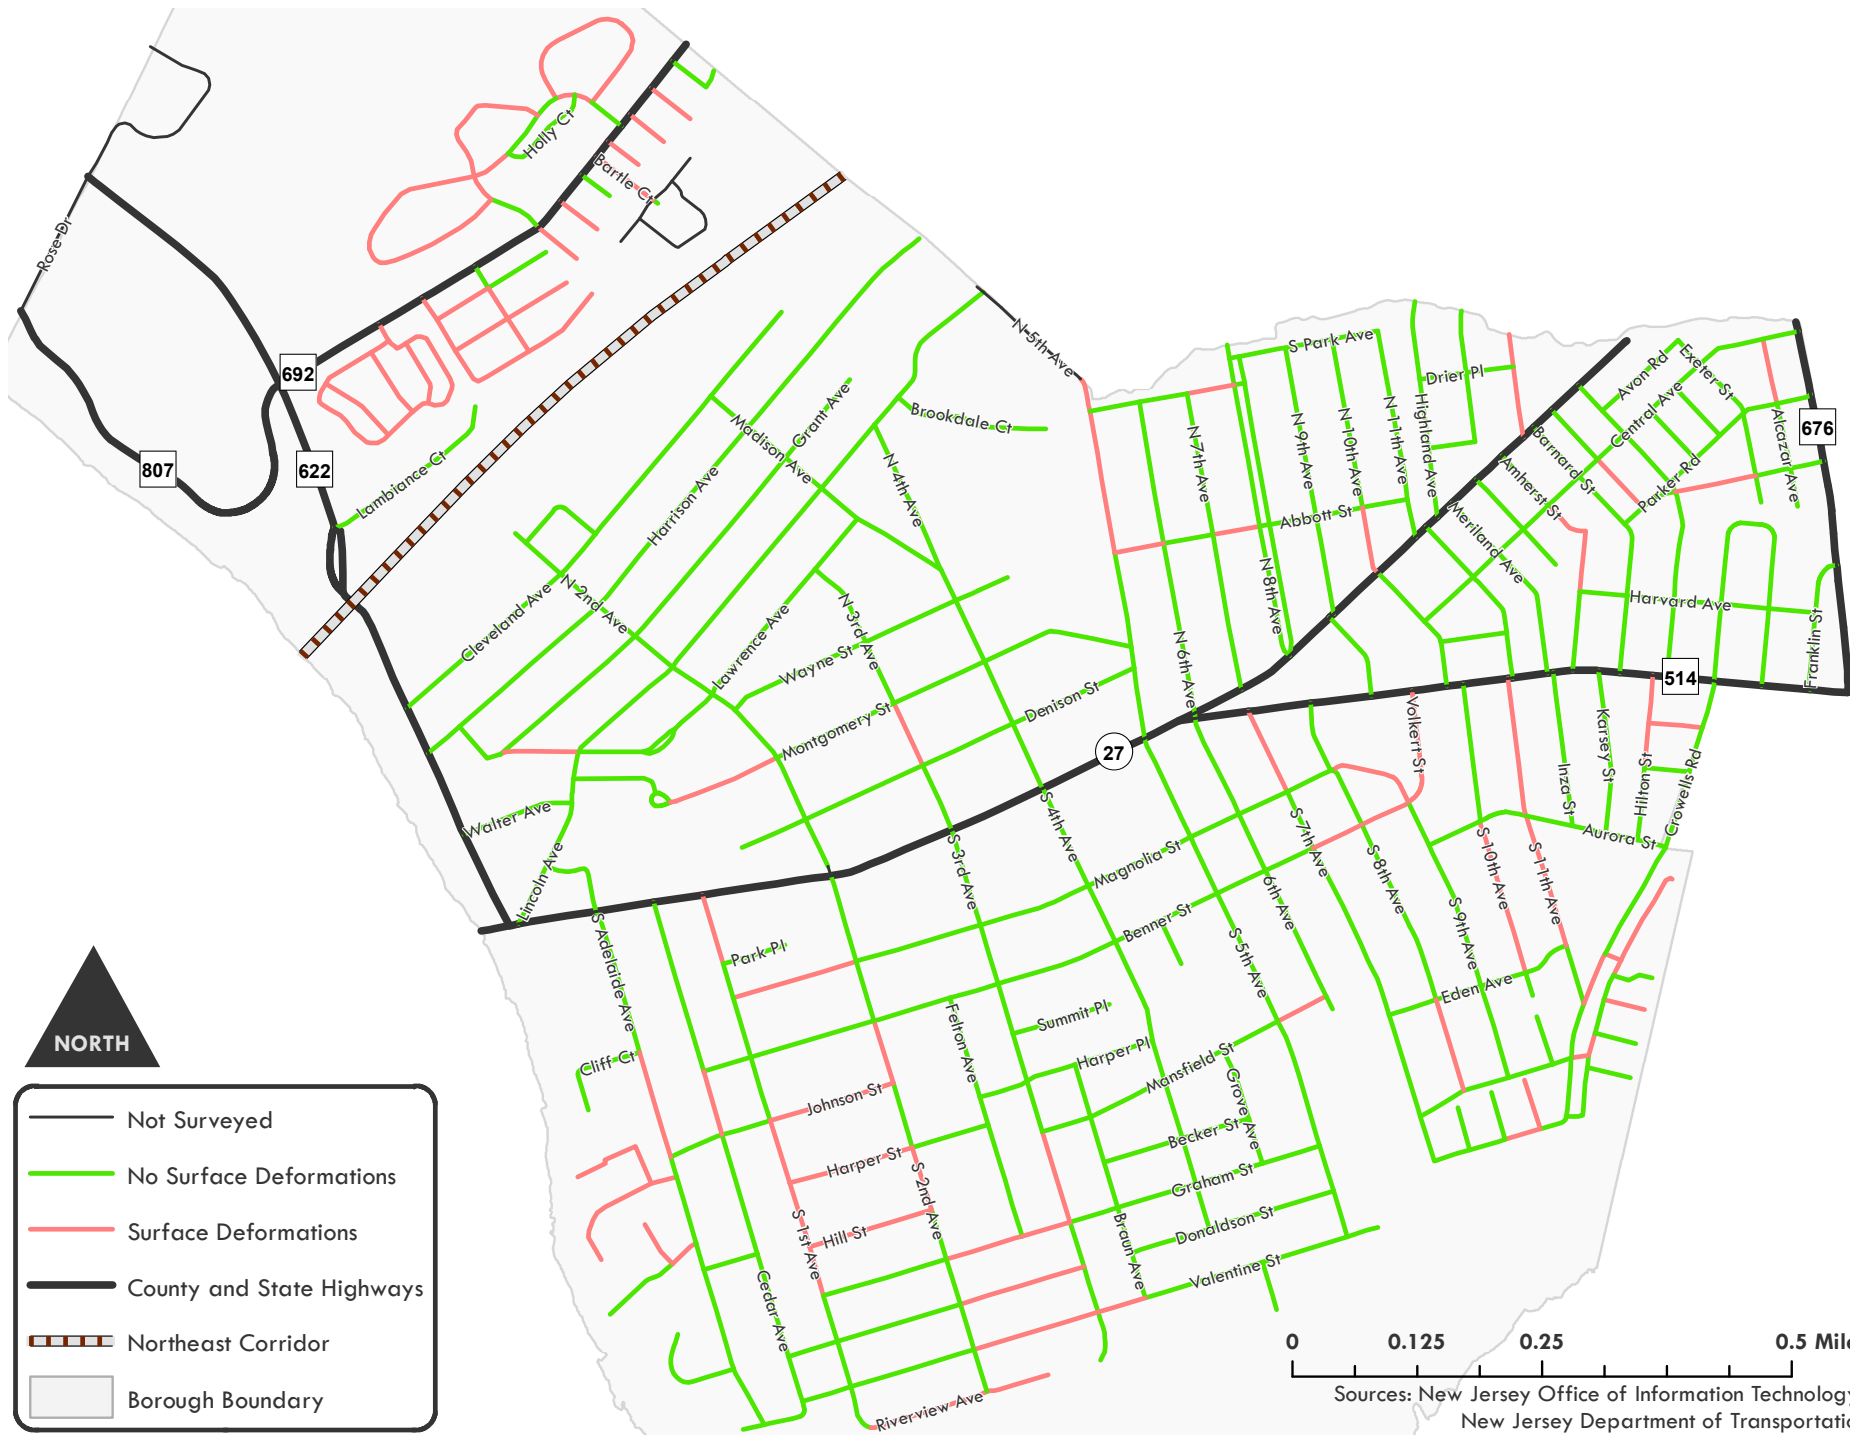 Holly Ct
Bartle Ct
Rose Dr
N 5th Ave
S Park Ave
Avon Rd
Exeter St
692
Drier Pl
Central Ave
Grant Ave
Brookdale Ct
Madison Ave
N 7th Ave
N 9th Ave
N 10th Ave
N 11th Ave
Highland Ave
Barnard St
Alcazar Ave
676
807
622
Lambiance Ct
Harrison Ave
N 4th Ave
Amherst St
Parker Rd
Abbott St
Meriland Ave
Cleveland Ave
N 2nd Ave
N 3rd Ave
Lawrence Ave
N 8th Ave
Harvard Ave
Wayne St
N 6th Ave
Franklin St
514
Denison St
Montgomery St
Volkert St
Karsey St
27
Inza St
Hilton St
Crowells Rd
Walter Ave
S 4th Ave
S 7th Ave
Aurora St
Lincoln Ave
S 3rd Ave
Magnolia St
S 8th Ave
S 10th Ave
S 11th Ave
6th Ave
Benner St
S 9th Ave
S Adelaide Ave
Park Pl
S 5th Ave
Eden Ave
Felton Ave
Summit Pl
Cliff Ct
Harper Pl
Mansfield St
Grove Ave
Johnson St
Becker St
Harper St
Graham St
S 2nd Ave
S 1st Ave
Hill St
Braun Ave
Donaldson St
Valentine St
Cedar Ave
Riverview Ave
NORTH
Not Surveyed
No Surface Deformations
Surface Deformations
County and State Highways
Northeast Corridor
Borough Boundary
0 0.125 0.25 0.5 Mile
Sources: New Jersey Office of Information Technology
New Jersey Department of Transportatio